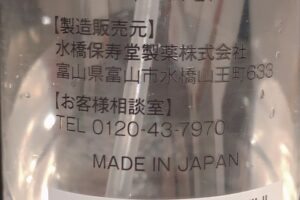 【製造販売元】
水橋保寿堂製薬株式会社
富山県富山市水橋山王町633
【お客様相談室】
TEL 0120-43-7970
MADE IN JAPAN